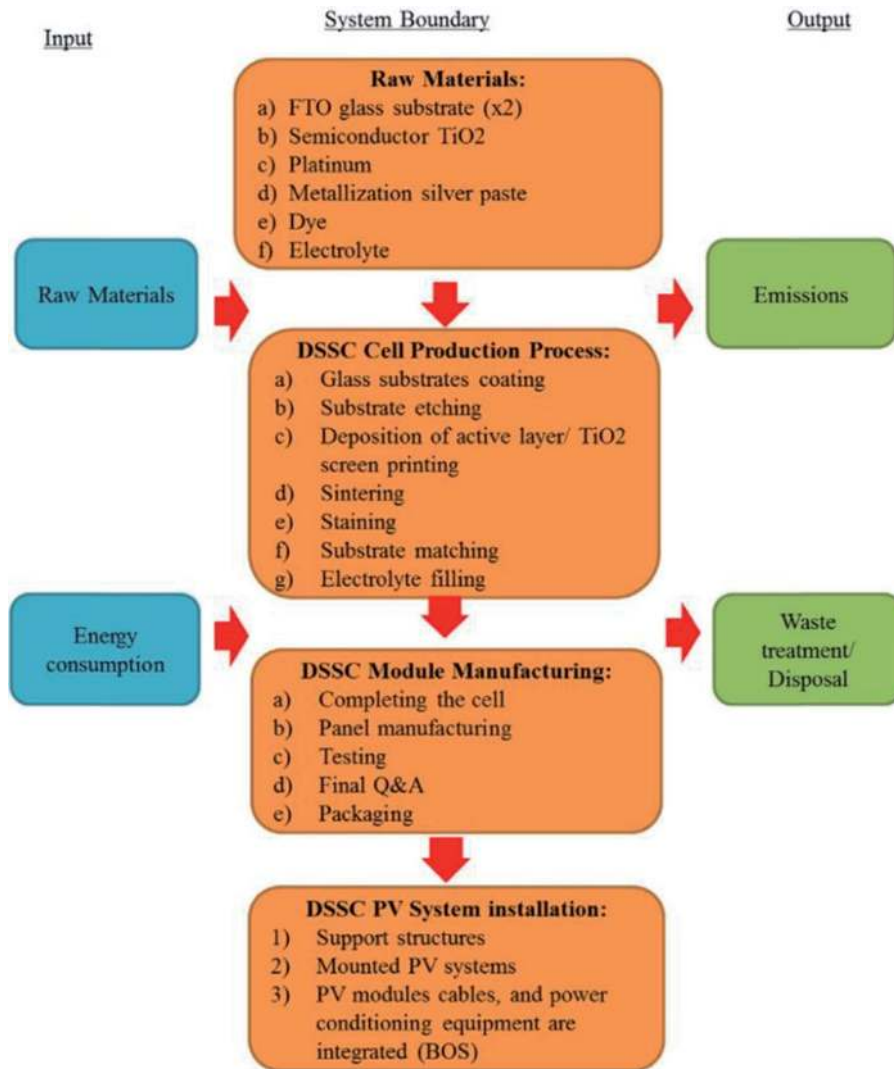 Input
System Boundary
Output
Raw Materials:
a) FTO glass substrate (x2)
b) Semiconductor TiO2
c) Platinum
d) Metallization silver paste
e) Dye
f) Electrolyte
Raw Materials
Emissions
DSSC Cell Production Process:
a) Glass substrates coating
b) Substrate etching
c) Deposition of active layer/ TiO2
screen printing
d) Sintering
e) Staining
f) Substrate matching
g) Electrolyte filling
Energy
consumption
Waste
treatment/
Disposal
DSSC Module Manufacturing:
a) Completing the cell
b) Panel manufacturing
c) Testing
d) Final Q&A
e) Packaging
DSSC PV System installation:
1) Support structures
2) Mounted PV systems
3) PV modules cables, and power
conditioning equipment are
integrated (BOS)